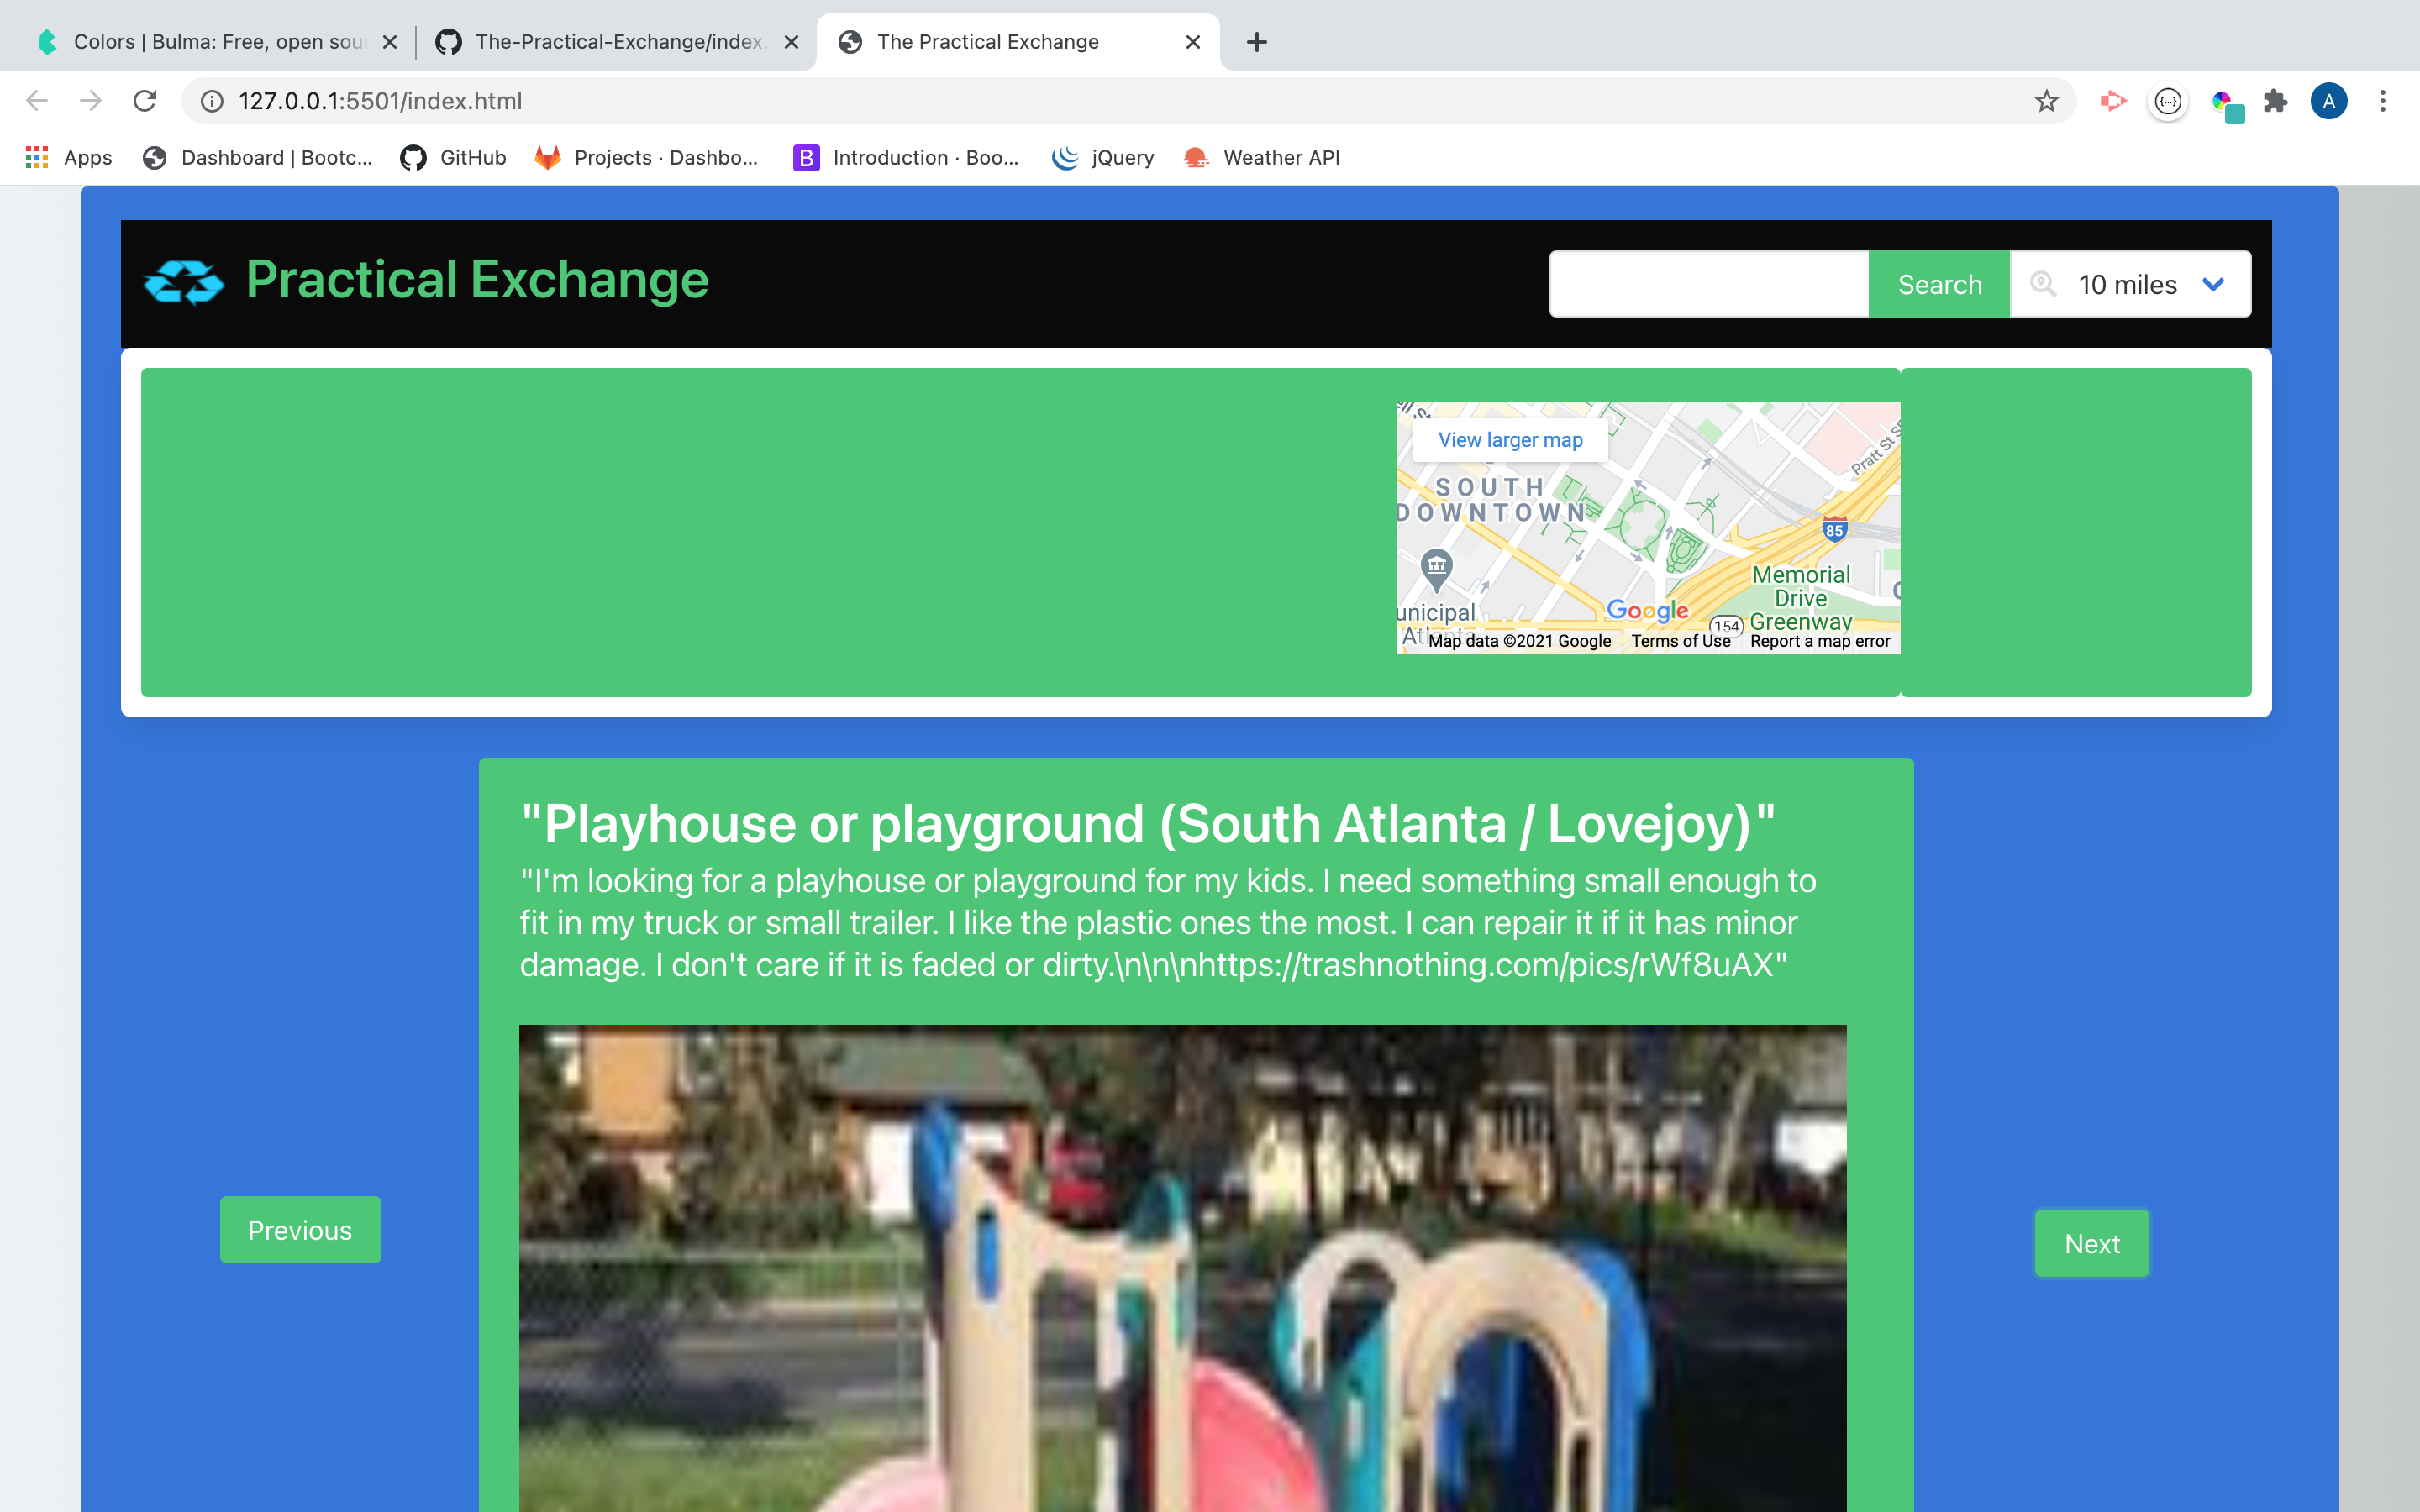 Colors | Bulma: Free, open sour
The-Practical-Exchange/index.
The Practical Exchange
127.0.0.1:5501/index.html
A
Apps
Dashboard | Bootc...
GitHub
Projects · Dashbo...
B
Introduction · Boo...
jQuery
Weather API
Practical Exchange
Search
10 miles
View larger map
Pratt St SE
SOUTH
DOWNTOWN
85
Memorial
Drive
Greenway
unicipal
Atlanta
Google
154
Map data ©2021 Google
Terms of Use
Report a map error
"Playhouse or playground (South Atlanta / Lovejoy)"
"I'm looking for a playhouse or playground for my kids. I need something small enough to
fit in my truck or small trailer. I like the plastic ones the most. I can repair it if it has minor
damage. I don't care if it is faded or dirty.\n\n\nhttps://trashnothing.com/pics/rWf8uAX"
Previous
Next